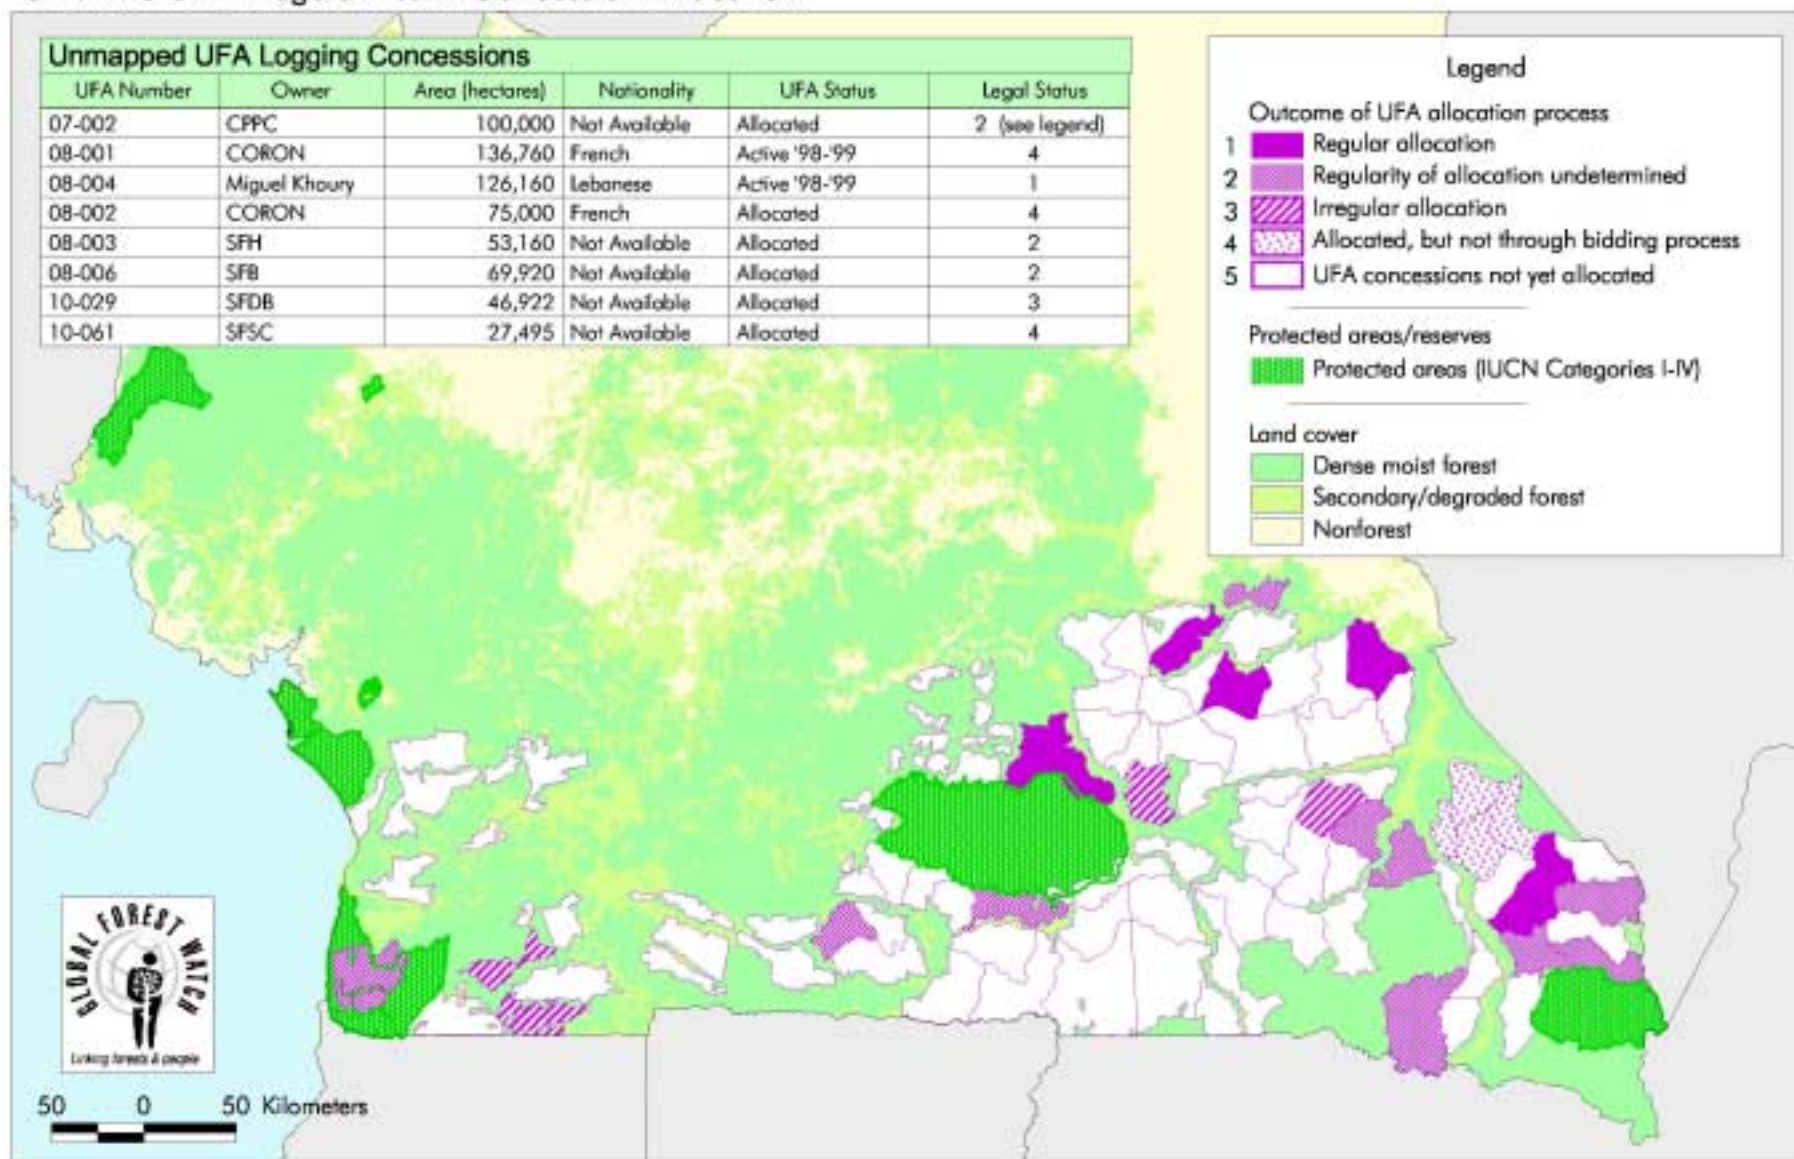 Unmapped UFA Logging Concessions
UFA Number Owner Area (hectares) Nationality UFA Status Legal Status
07-002 CPPC 100,000 Not Available Allocated 2 (see legend)
08-001 CORON 136,760 French Active '98-'99 4
08-004 Miguel Khoury 126,160 Lebanese Active '98-'99 1
08-002 CORON 75,000 French Allocated 4
08-003 SFH 53,160 Not Available Allocated 2
08-006 SFB 69,920 Not Available Allocated 2
10-029 SFDB 46,922 Not Available Allocated 3
10-061 SFSC 27,495 Not Available Allocated 4
Legend
Outcome of UFA allocation process
1 Regular allocation
2 Regularity of allocation undetermined
3 Irregular allocation
4 Allocated, but not through bidding process
5 UFA concessions not yet allocated
Protected areas/reserves
Protected areas (IUCN Categories I-IV)
Land cover
Dense moist forest
Secondary/degraded forest
Nonforest
GLOBAL FOREST WATCH
Linking forests & people
50 0 50 Kilometers